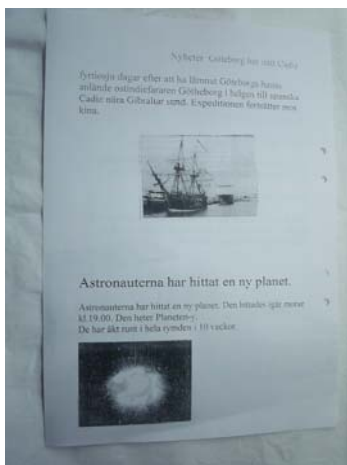 Nyheter Göteborg har nått Cadiz
fyrtiosju dagar efter att ha lämnat Göteborgs hamn
anlände ostindiefararen Götheborg i helgen till spanska
Cadiz nära Gibraltar sund. Expeditionen fortsätter mot
kina.
Astronauterna har hittat en ny planet.
Astronauterna har hittat en ny planet. Den hittades igår morse
kl.19.00. Den heter Planeten-y.
De har åkt runt i hela rymden i 10 veckor.